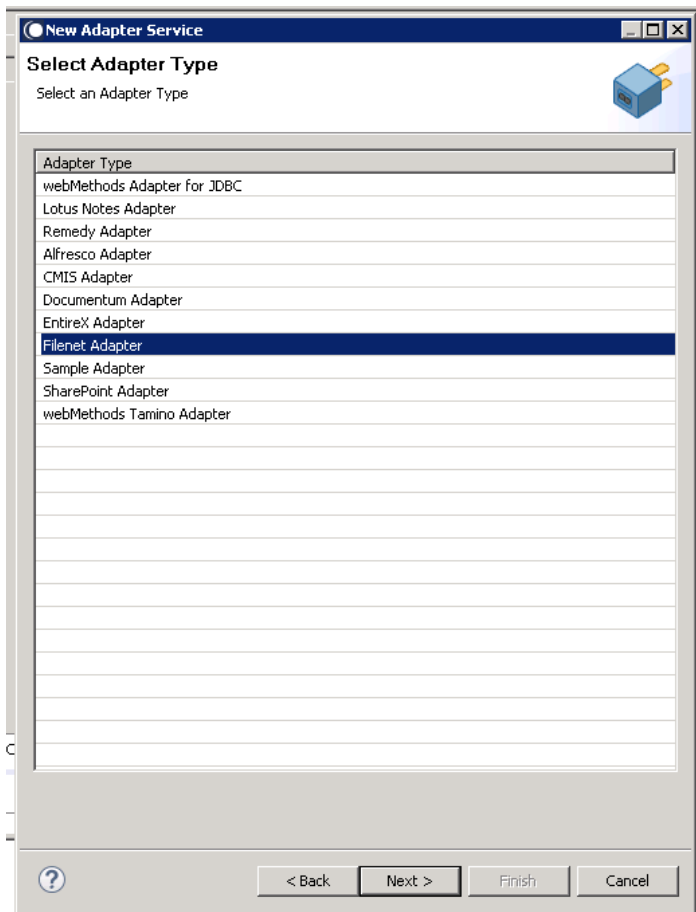 New Adapter Service
Select Adapter Type
Select an Adapter Type
Adapter Type
webMethods Adapter for JDBC
Lotus Notes Adapter
Remedy Adapter
Alfresco Adapter
CMIS Adapter
Documentum Adapter
EntireX Adapter
Filenet Adapter
Sample Adapter
SharePoint Adapter
webMethods Tamino Adapter
? < Back Next > Finish Cancel